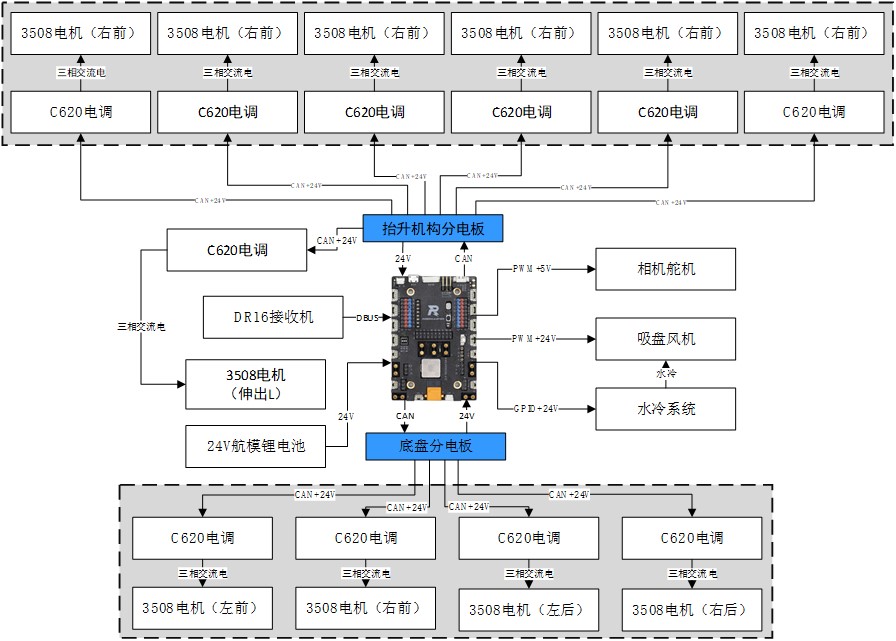 3508电机（右前） 3508电机（右前） 3508电机（右前） 3508电机（右前） 3508电机（右前） 3508电机（右前）
三相交流电 三相交流电 三相交流电 三相交流电 三相交流电 三相交流电
C620电调 C620电调 C620电调 C620电调 C620电调 C620电调
CAN+24V CAN+24V
CAN+24V CAN+24V
CAN+24V CAN+24V
抬升机构分电板
CAN+24V
C620电调
24V CAN
PWM+5V 相机舵机
DR16接收机 DBUS
三相交流电
PWM+24V 吸盘风机
水冷
3508电机
（伸出L）
GPIO+24V 水冷系统
24V CAN 24V
24V航模锂电池
底盘分电板
CAN+24V CAN+24V
CAN+24V CAN+24V
C620电调 C620电调 C620电调 C620电调
三相交流电 三相交流电 三相交流电 三相交流电
3508电机（左前） 3508电机（右前） 3508电机（左后） 3508电机（右后）